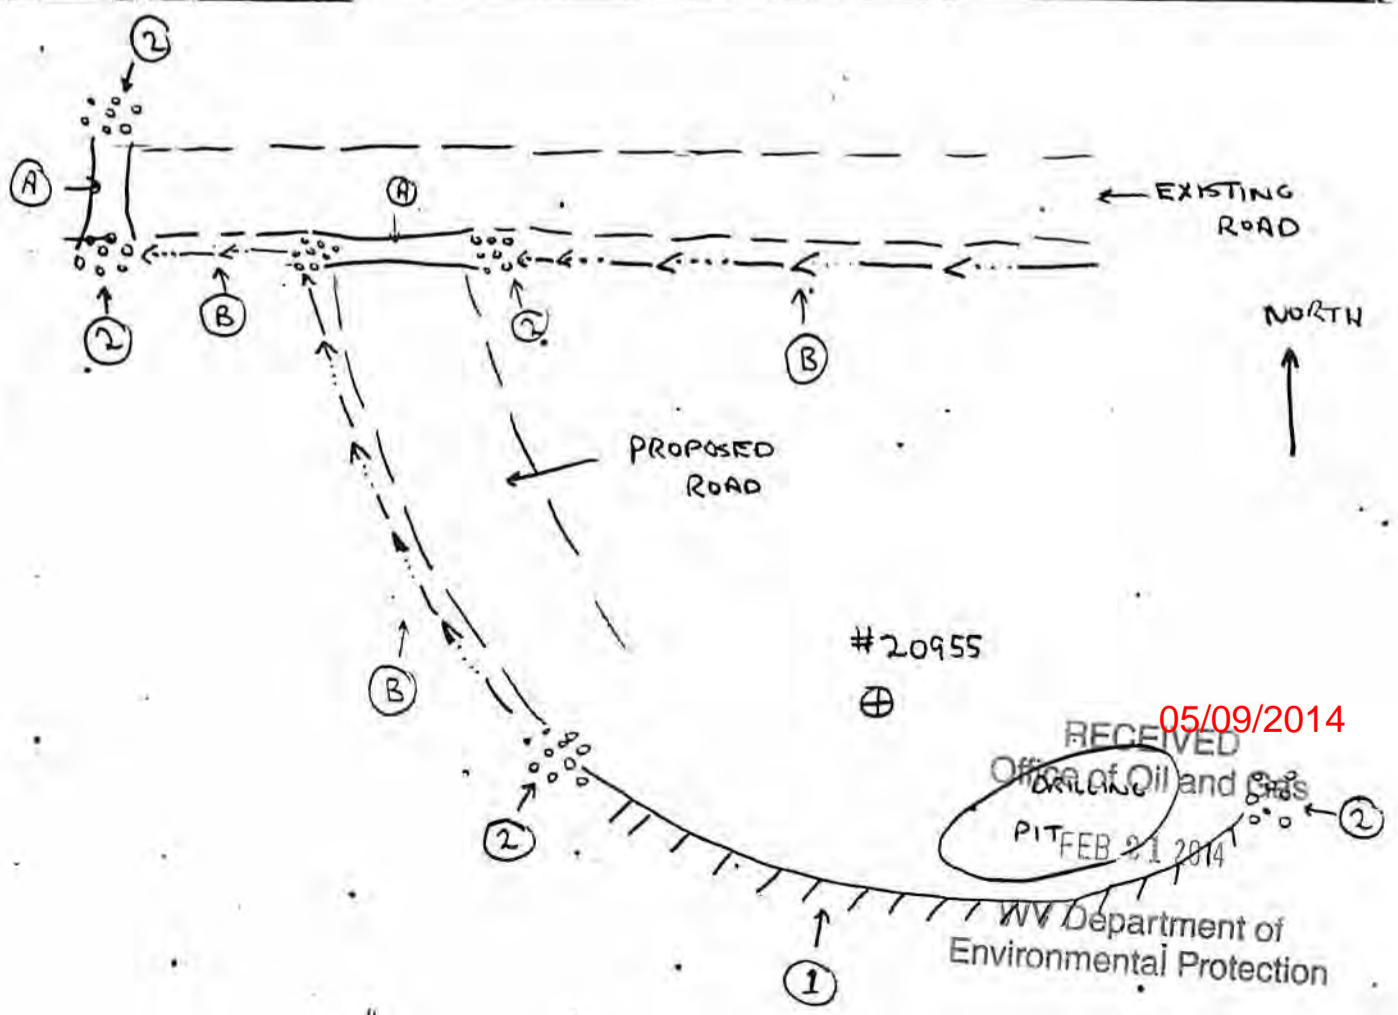 2
A
A
EXISTING
ROAD
2
B
2
B
NORTH
PROPOSED
ROAD
B
#20955
05/09/2014
RECEIVED
Office of Oil and Gas
DRILLING
PIT
FEB 21 2014
2
2
WV Department of
Environmental Protection
1